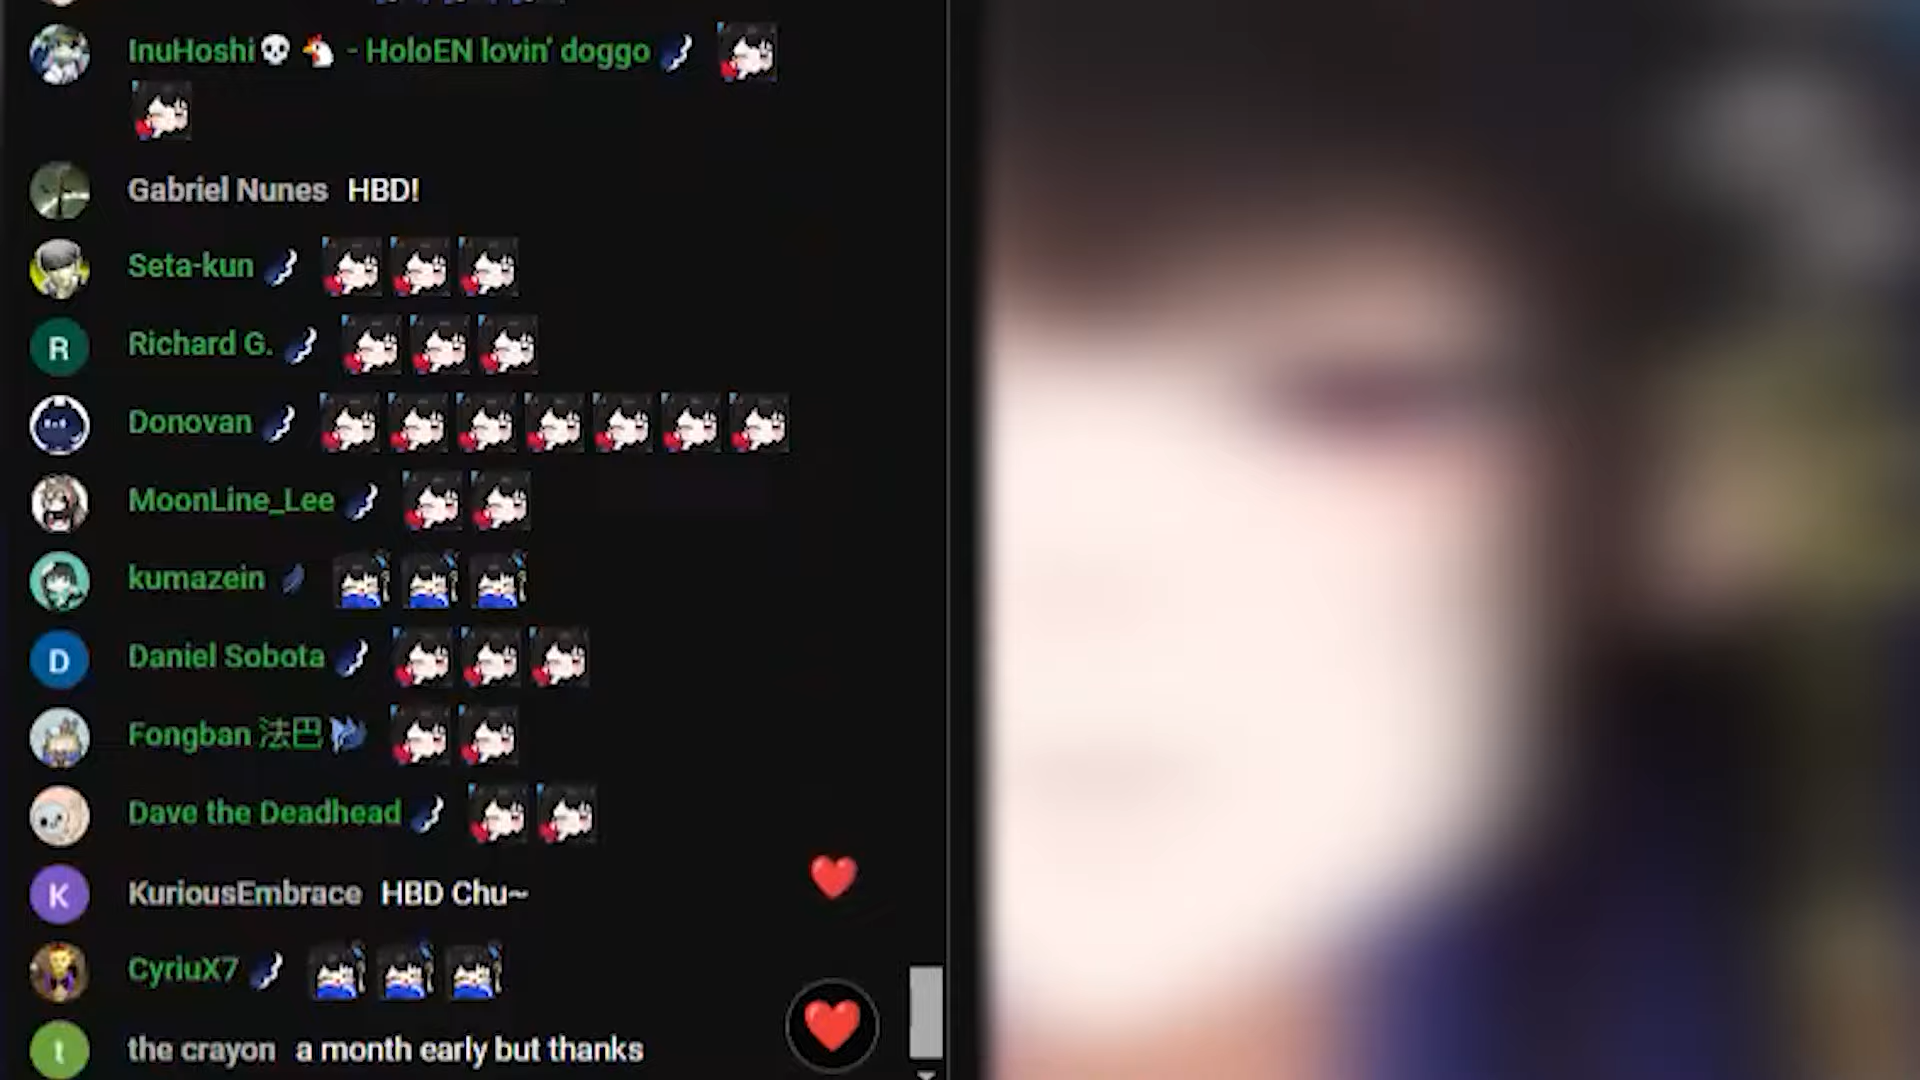 InuHoshi💀🐔 - HoloEN lovin' doggo
Gabriel Nunes HBD!
Seta-kun
R Richard G.
Donovan
MoonLine_Lee
kumazein
D Daniel Sobota
Fongban 法巴
Dave the Deadhead
K KuriousEmbrace HBD Chu~
CyriuX7
t the crayon a month early but thanks